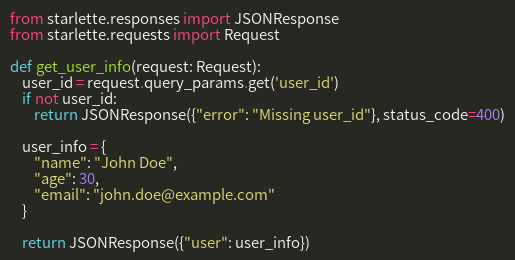 from starlette.responses import JSONResponse
from starlette.requests import Request

def get_user_info(request: Request):
    user_id = request.query_params.get('user_id')
    if not user_id:
        return JSONResponse({"error": "Missing user_id"}, status_code=400)

    user_info = {
        "name": "John Doe",
        "age": 30,
        "email": "john.doe@example.com"
    }

    return JSONResponse({"user": user_info})